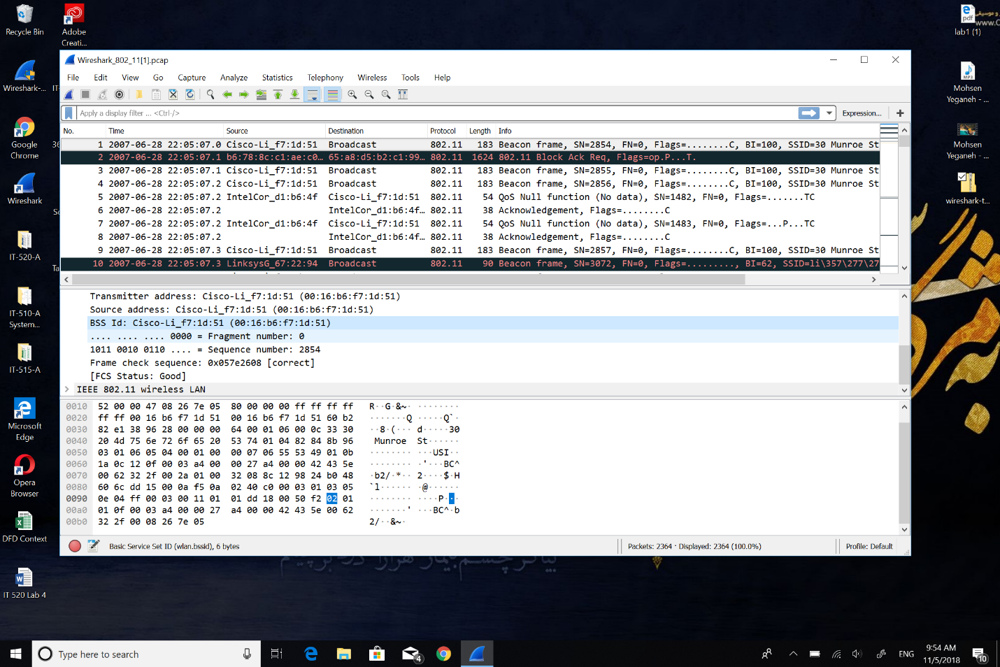 Recycle Bin
Adobe
Creati...
Wireshark-...
IT-
Google
Chrome
36
Wireshark
Sc
IT-520-A
Ta
IT-510-A
System...
IT-515-A
Microsoft
Edge
Opera
Browser
DFD Context
IT 520 Lab 4
lab1 (1)
www.C
Mohsen
Yeganeh - ...
Mohsen
Yeganeh - ...
wireshark-t...
Wireshark_802_11[1].pcap
File Edit View Go Capture Analyze Statistics Telephony Wireless Tools Help
Apply a display filter ... <Ctrl-/>
Expression...
No. Time Source Destination Protocol Length Info
1 2007-06-28 22:05:07.0 Cisco-Li_f7:1d:51 Broadcast 802.11 183 Beacon frame, SN=2854, FN=0, Flags=........C, BI=100, SSID=30 Munroe St
2 2007-06-28 22:05:07.1 b6:78:8c:c1:ae:c0… 65:a8:d5:b2:c1:99… 802.11 1624 802.11 Block Ack Req, Flags=op.P...T.
3 2007-06-28 22:05:07.1 Cisco-Li_f7:1d:51 Broadcast 802.11 183 Beacon frame, SN=2855, FN=0, Flags=........C, BI=100, SSID=30 Munroe St
4 2007-06-28 22:05:07.2 Cisco-Li_f7:1d:51 Broadcast 802.11 183 Beacon frame, SN=2856, FN=0, Flags=........C, BI=100, SSID=30 Munroe St
5 2007-06-28 22:05:07.2 IntelCor_d1:b6:4f Cisco-Li_f7:1d:51 802.11 54 QoS Null function (No data), SN=1482, FN=0, Flags=.......TC
6 2007-06-28 22:05:07.2 IntelCor_d1:b6:4f… 802.11 38 Acknowledgement, Flags=........C
7 2007-06-28 22:05:07.2 IntelCor_d1:b6:4f Cisco-Li_f7:1d:51 802.11 54 QoS Null function (No data), SN=1483, FN=0, Flags=...P...TC
8 2007-06-28 22:05:07.2 IntelCor_d1:b6:4f… 802.11 38 Acknowledgement, Flags=........C
9 2007-06-28 22:05:07.3 Cisco-Li_f7:1d:51 Broadcast 802.11 183 Beacon frame, SN=2857, FN=0, Flags=........C, BI=100, SSID=30 Munroe St
10 2007-06-28 22:05:07.3 LinksysG_67:22:94 Broadcast 802.11 90 Beacon frame, SN=3072, FN=0, Flags=........., BI=62, SSID=li\357\277\27
Transmitter address: Cisco-Li_f7:1d:51 (00:16:b6:f7:1d:51)
Source address: Cisco-Li_f7:1d:51 (00:16:b6:f7:1d:51)
BSS Id: Cisco-Li_f7:1d:51 (00:16:b6:f7:1d:51)
.... .... .... 0000 = Fragment number: 0
1011 0010 0110 .... = Sequence number: 2854
Frame check sequence: 0x057e2608 [correct]
[FCS Status: Good]
IEEE 802.11 wireless LAN
0010 52 00 00 47 08 26 7e 05 80 00 00 00 ff ff ff ff R··G·&~· ········
0020 ff ff 00 16 b6 f7 1d 51 00 16 b6 f7 1d 51 60 b2 ·······Q ·····Q`·
0030 82 e1 38 96 28 00 00 00 64 00 01 06 00 0c 33 30 ··8·(··· d·····30
0040 20 4d 75 6e 72 6f 65 20 53 74 01 04 82 84 8b 96 Munroe St······
0050 03 01 06 05 04 00 01 00 00 07 06 55 53 49 01 0b ········ ···USI··
0060 1a 0c 12 0f 00 03 a4 00 00 27 a4 00 00 42 43 5e ········ ·'···BC^
0070 00 62 32 2f 00 2a 01 00 32 08 8c 12 98 24 b0 48 ·b2/·*·· 2····$·H
0080 60 6c dd 15 00 0a f5 0a 02 40 c0 00 03 01 03 05 `l······ ·@······
0090 0e 04 ff 00 03 00 11 01 01 dd 18 00 50 f2 02 01 ········ ····P···
00a0 01 0f 00 03 a4 00 00 27 a4 00 00 42 43 5e 00 62 ·······' ···BC^·b
00b0 32 2f 00 08 26 7e 05 2/··&~·
Basic Service Set ID (wlan.bssid), 6 bytes
Packets: 2364 · Displayed: 2364 (100.0%)
Profile: Default
Type here to search
4
ENG
9:54 AM
11/5/2018
10